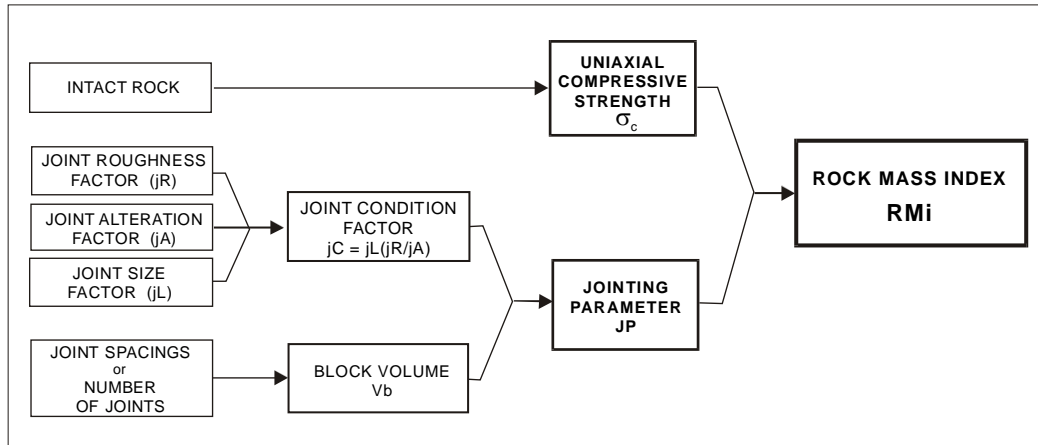 INTACT ROCK
UNIAXIAL
COMPRESSIVE
STRENGTH
σc
JOINT ROUGHNESS
FACTOR (jR)
JOINT ALTERATION
FACTOR (jA)
JOINT SIZE
FACTOR (jL)
JOINT CONDITION
FACTOR
jC = jL(jR/jA)
ROCK MASS INDEX
RMi
JOINT SPACINGS
or
NUMBER
OF JOINTS
BLOCK VOLUME
Vb
JOINTING
PARAMETER
JP